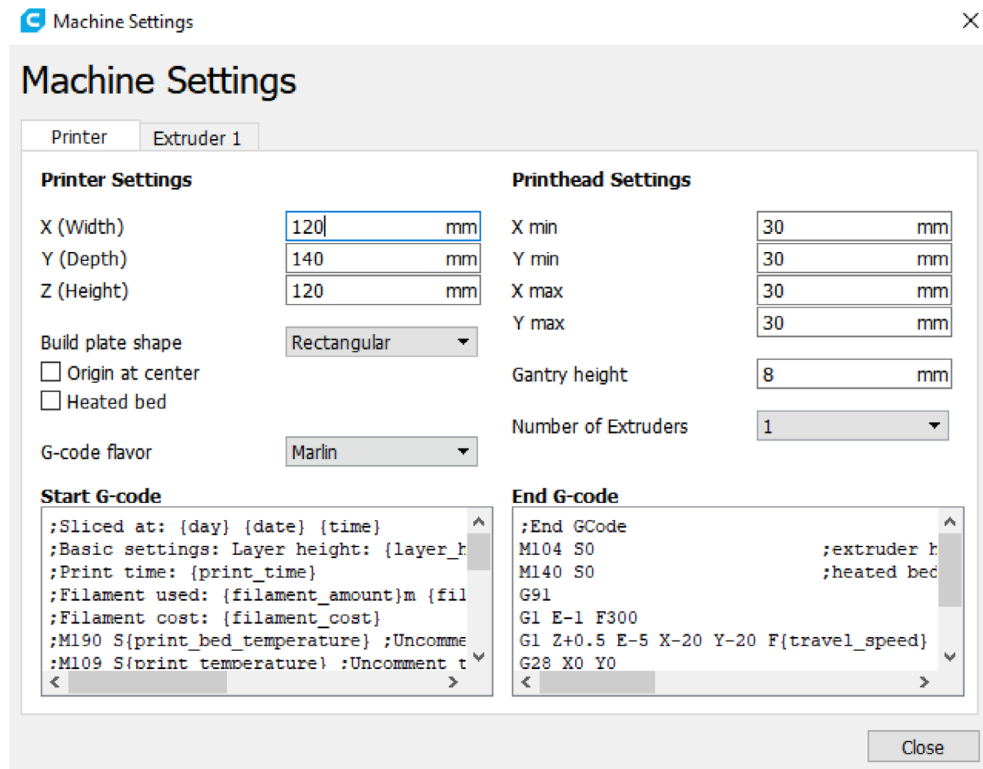 Machine Settings
Machine Settings
Printer
Extruder 1
Printer Settings
X (Width) 120 mm
Y (Depth) 140 mm
Z (Height) 120 mm
Build plate shape Rectangular
Origin at center
Heated bed
G-code flavor Marlin
Printhead Settings
X min 30 mm
Y min 30 mm
X max 30 mm
Y max 30 mm
Gantry height 8 mm
Number of Extruders 1
Start G-code
;Sliced at: {day} {date} {time}
;Basic settings: Layer height: {layer_h
;Print time: {print_time}
;Filament used: {filament_amount}m {fil
;Filament cost: {filament_cost}
;M190 S{print_bed_temperature} ;Uncomme
;M109 S{print_temperature} ;Uncomment t
End G-code
;End GCode
M104 S0 ;extruder h
M140 S0 ;heated bed
G91
G1 E-1 F300
G1 Z+0.5 E-5 X-20 Y-20 F{travel_speed}
G28 X0 Y0
Close